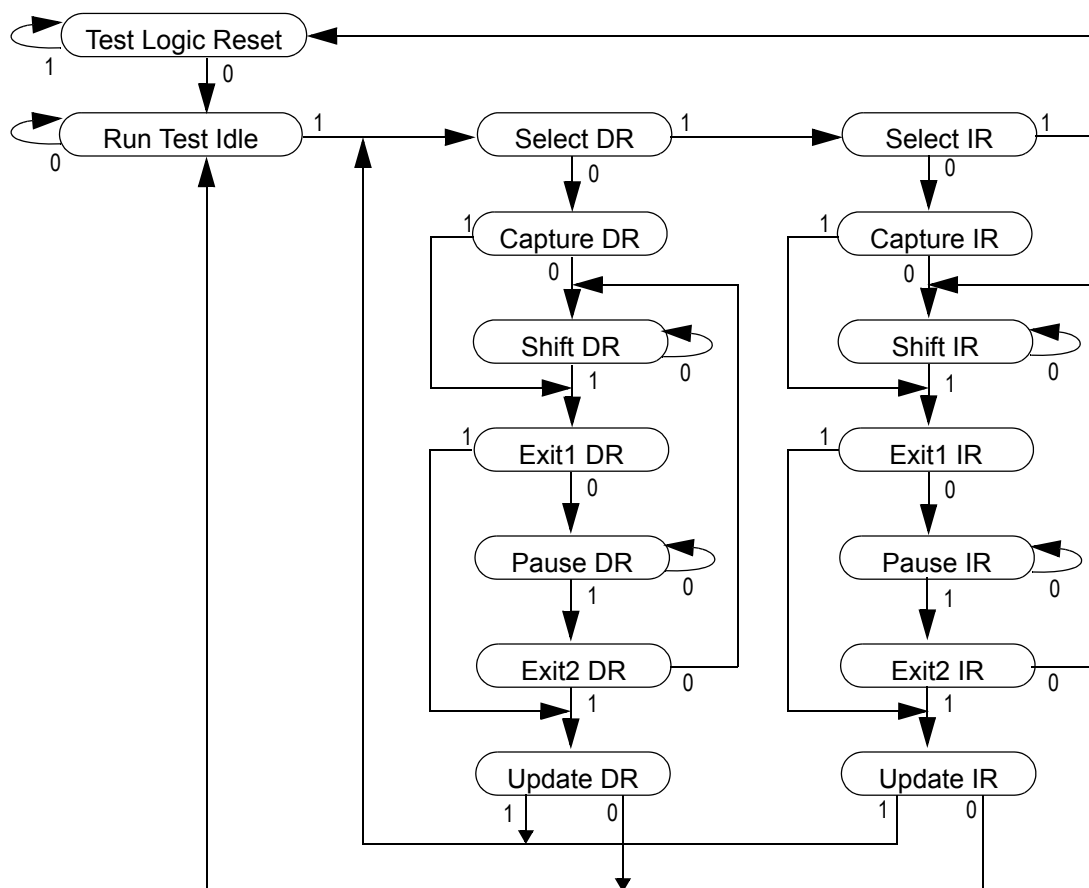 Test Logic Reset
1
0
Run Test Idle
1
0
Select DR
1
0
Select IR
1
0
1
Capture DR
0
1
Capture IR
0
Shift DR
0
1
Shift IR
0
1
1
Exit1 DR
0
1
Exit1 IR
0
Pause DR
0
1
Pause IR
0
1
Exit2 DR
0
1
Exit2 IR
0
1
Update DR
1
0
Update IR
1
0